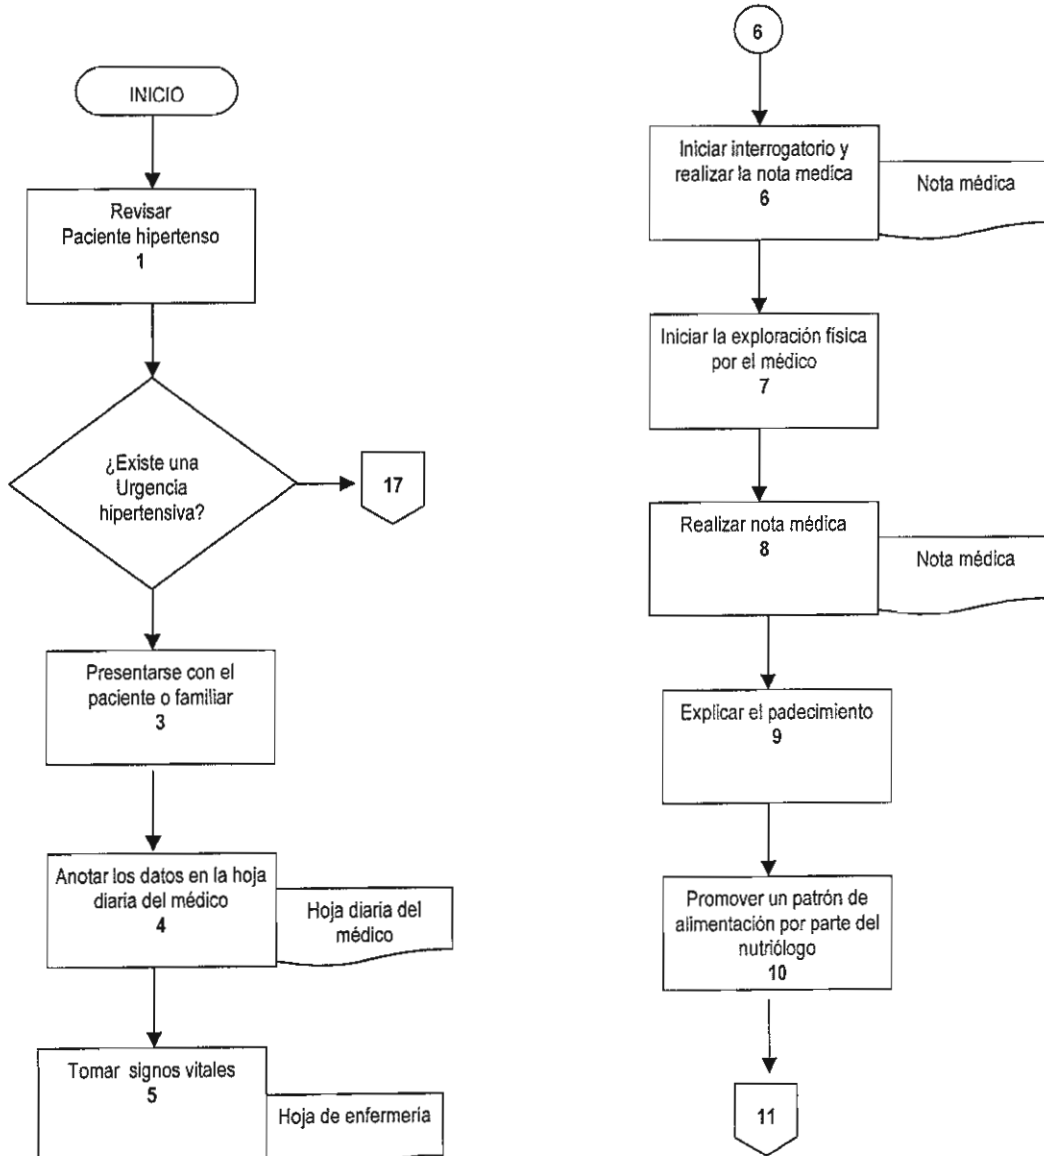 INICIO
Revisar
Paciente hipertenso
1
¿Existe una
Urgencia
hipertensiva?
17
Presentarse con el
paciente o familiar
3
Anotar los datos en la hoja
diaria del médico
4
Hoja diaria del
médico
Tomar signos vitales
5
Hoja de enfermería
6
Iniciar interrogatorio y
realizar la nota medica
6
Nota médica
Iniciar la exploración física
por el médico
7
Realizar nota médica
8
Nota médica
Explicar el padecimiento
9
Promover un patrón de
alimentación por parte del
nutriólogo
10
11